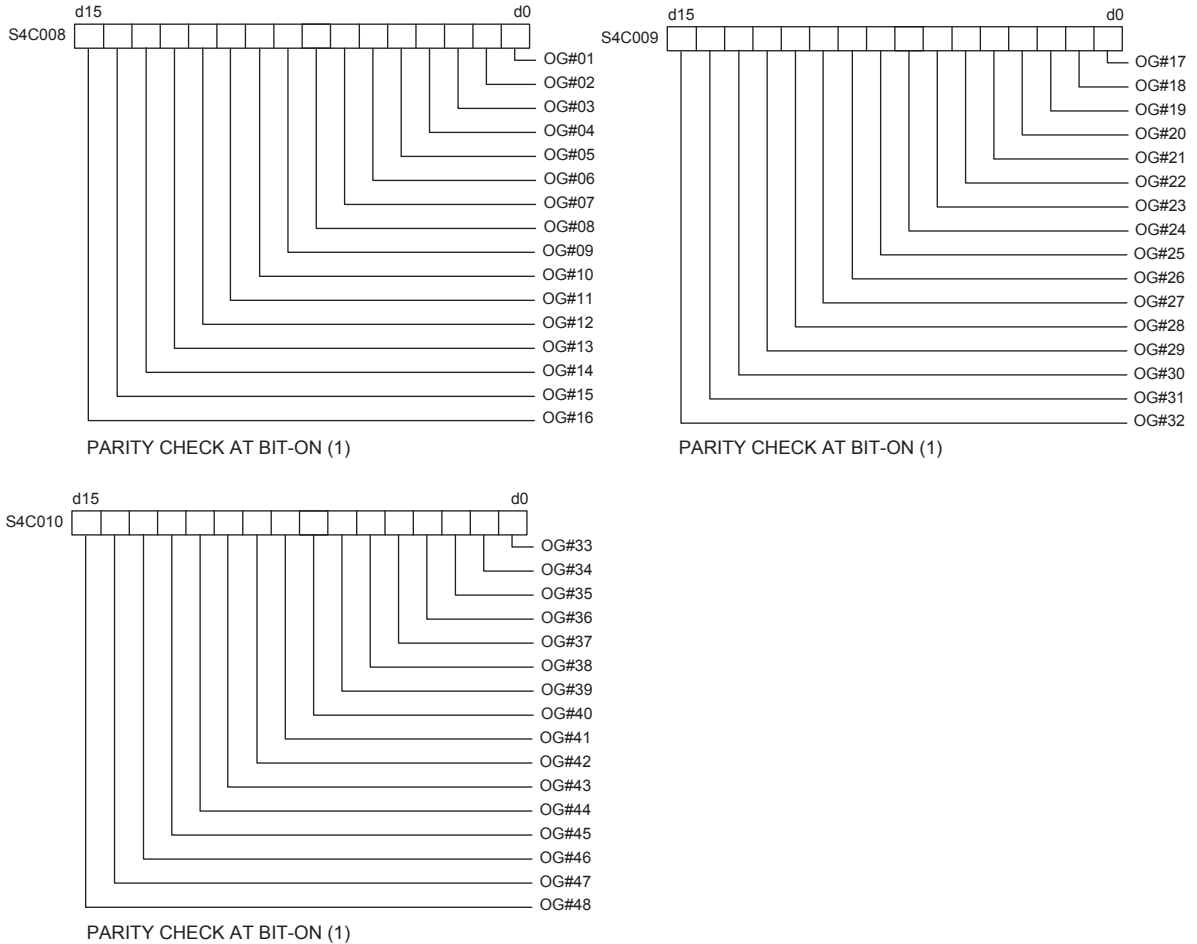 d15 d0
S4C008
OG#01
OG#02
OG#03
OG#04
OG#05
OG#06
OG#07
OG#08
OG#09
OG#10
OG#11
OG#12
OG#13
OG#14
OG#15
OG#16
PARITY CHECK AT BIT-ON (1)
d15 d0
S4C009
OG#17
OG#18
OG#19
OG#20
OG#21
OG#22
OG#23
OG#24
OG#25
OG#26
OG#27
OG#28
OG#29
OG#30
OG#31
OG#32
PARITY CHECK AT BIT-ON (1)
d15 d0
S4C010
OG#33
OG#34
OG#35
OG#36
OG#37
OG#38
OG#39
OG#40
OG#41
OG#42
OG#43
OG#44
OG#45
OG#46
OG#47
OG#48
PARITY CHECK AT BIT-ON (1)